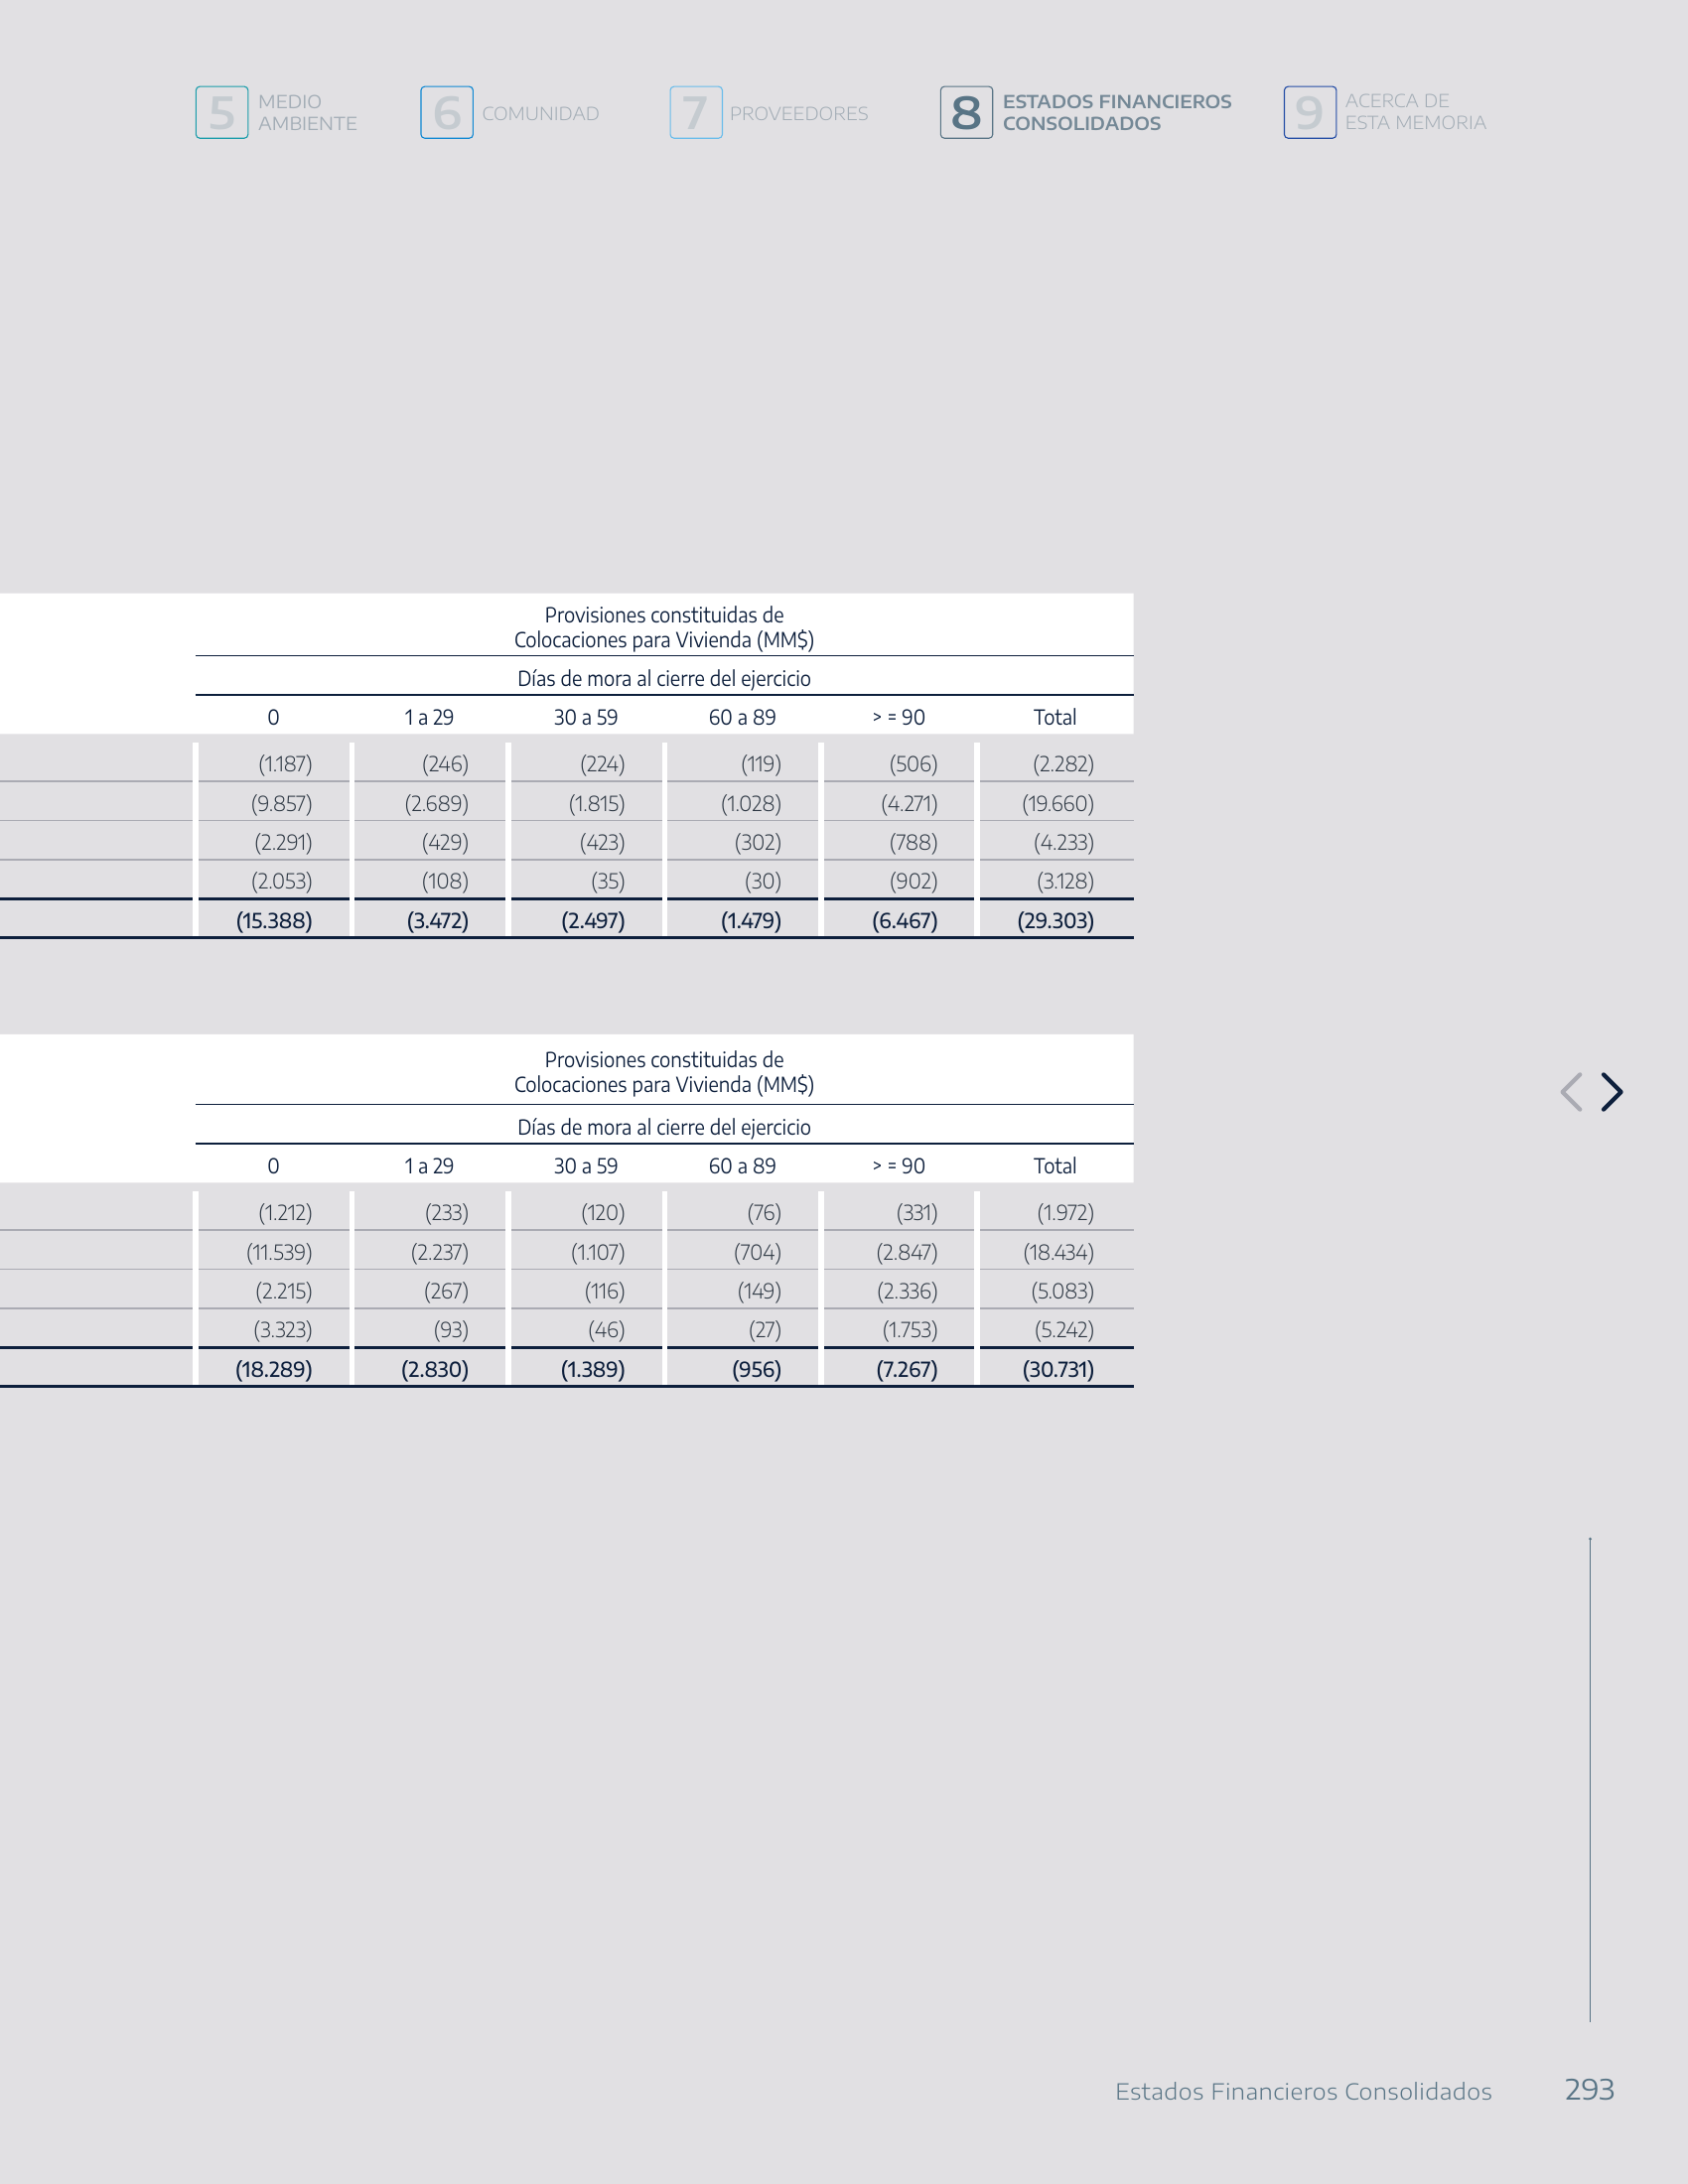 5 MEDIO AMBIENTE 6 COMUNIDAD 7 PROVEEDORES 8 ESTADOS FINANCIEROS CONSOLIDADOS 9 ACERCA DE ESTA MEMORIA
Provisiones constituidas de
Colocaciones para Vivienda (MM$)
Días de mora al cierre del ejercicio
0 1 a 29 30 a 59 60 a 89 > = 90 Total
(1.187) (246) (224) (119) (506) (2.282)
(9.857) (2.689) (1.815) (1.028) (4.271) (19.660)
(2.291) (429) (423) (302) (788) (4.233)
(2.053) (108) (35) (30) (902) (3.128)
(15.388) (3.472) (2.497) (1.479) (6.467) (29.303)
Provisiones constituidas de
Colocaciones para Vivienda (MM$)
Días de mora al cierre del ejercicio
0 1 a 29 30 a 59 60 a 89 > = 90 Total
(1.212) (233) (120) (76) (331) (1.972)
(11.539) (2.237) (1.107) (704) (2.847) (18.434)
(2.215) (267) (116) (149) (2.336) (5.083)
(3.323) (93) (46) (27) (1.753) (5.242)
(18.289) (2.830) (1.389) (956) (7.267) (30.731)
Estados Financieros Consolidados 293